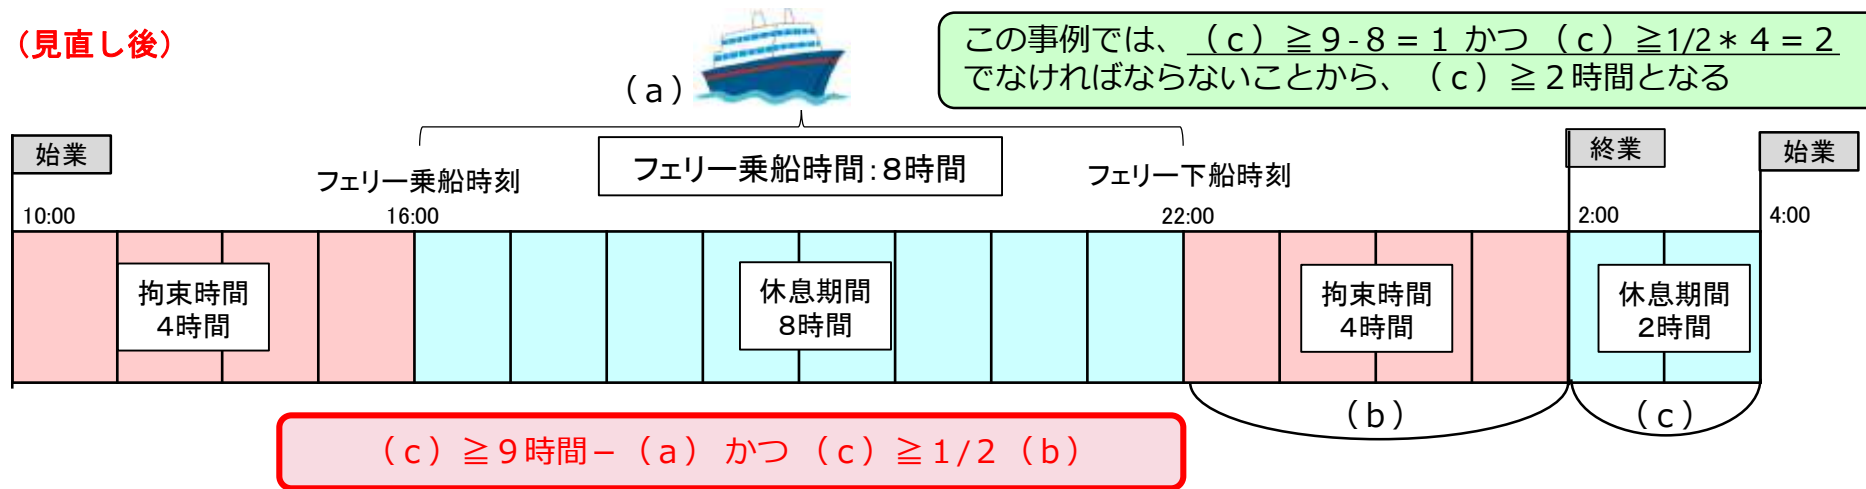 （見直し後）
（a）
この事例では、（c）≧９-８＝１ かつ （c）≧1/2＊４＝２
でなければならないことから、（c）≧２時間となる
始業
フェリー乗船時刻
フェリー乗船時間：８時間
フェリー下船時刻
終業
始業
10:00
16:00
22:00
2:00
4:00
拘束時間
４時間
休息期間
８時間
拘束時間
４時間
休息期間
２時間
（b）
（c）
（c）≧９時間－（a） かつ （c）≧1/2（b）